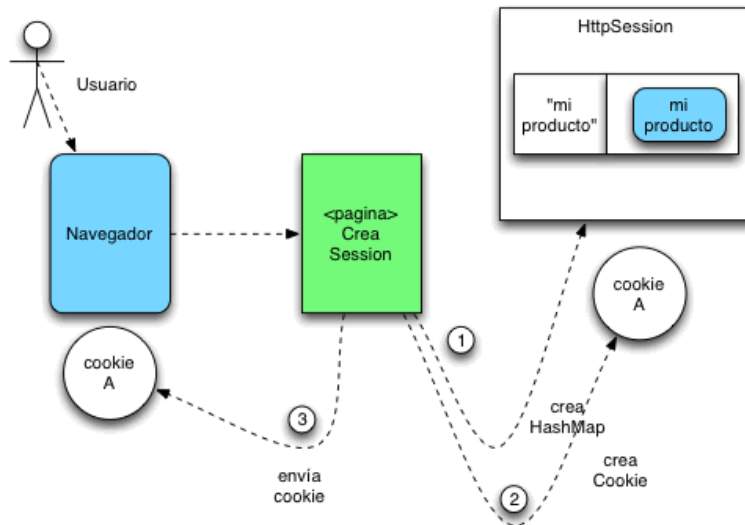 HttpSession
Usuario
"mi
producto"
mi
producto
Navegador
<pagina>
Crea
Session
cookie
A
cookie
A
1
3
crea
HashMap
envía
cookie
2
crea
Cookie